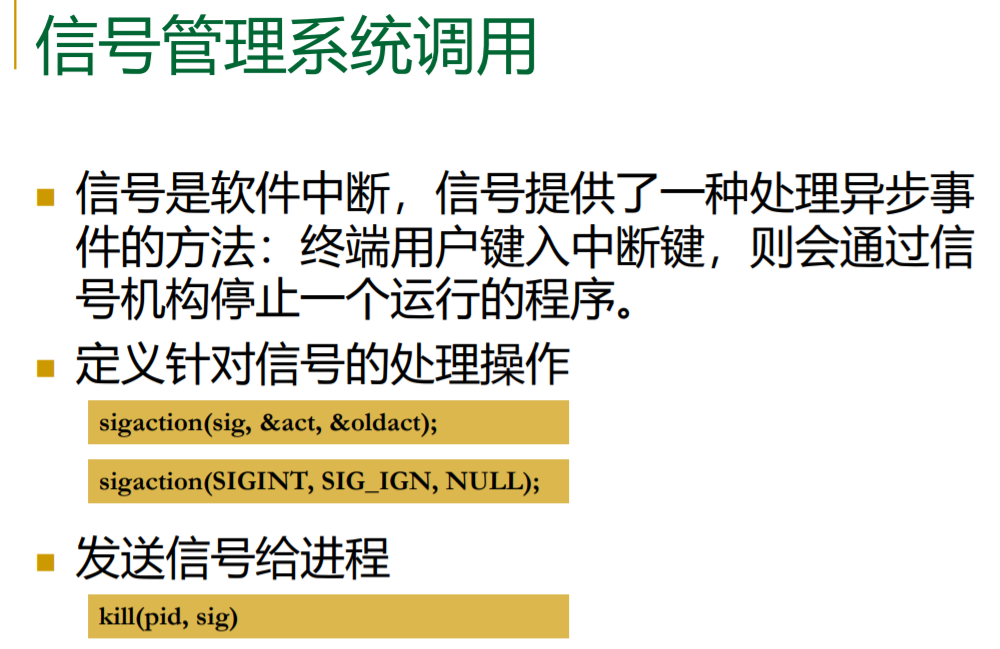 信号管理系统调用
信号是软件中断，信号提供了一种处理异步事
件的方法：终端用户键入中断键，则会通过信
号机构停止一个运行的程序。
定义针对信号的处理操作
sigaction(sig, &act, &oldact);
sigaction(SIGINT, SIG_IGN, NULL);
发送信号给进程
kill(pid, sig)